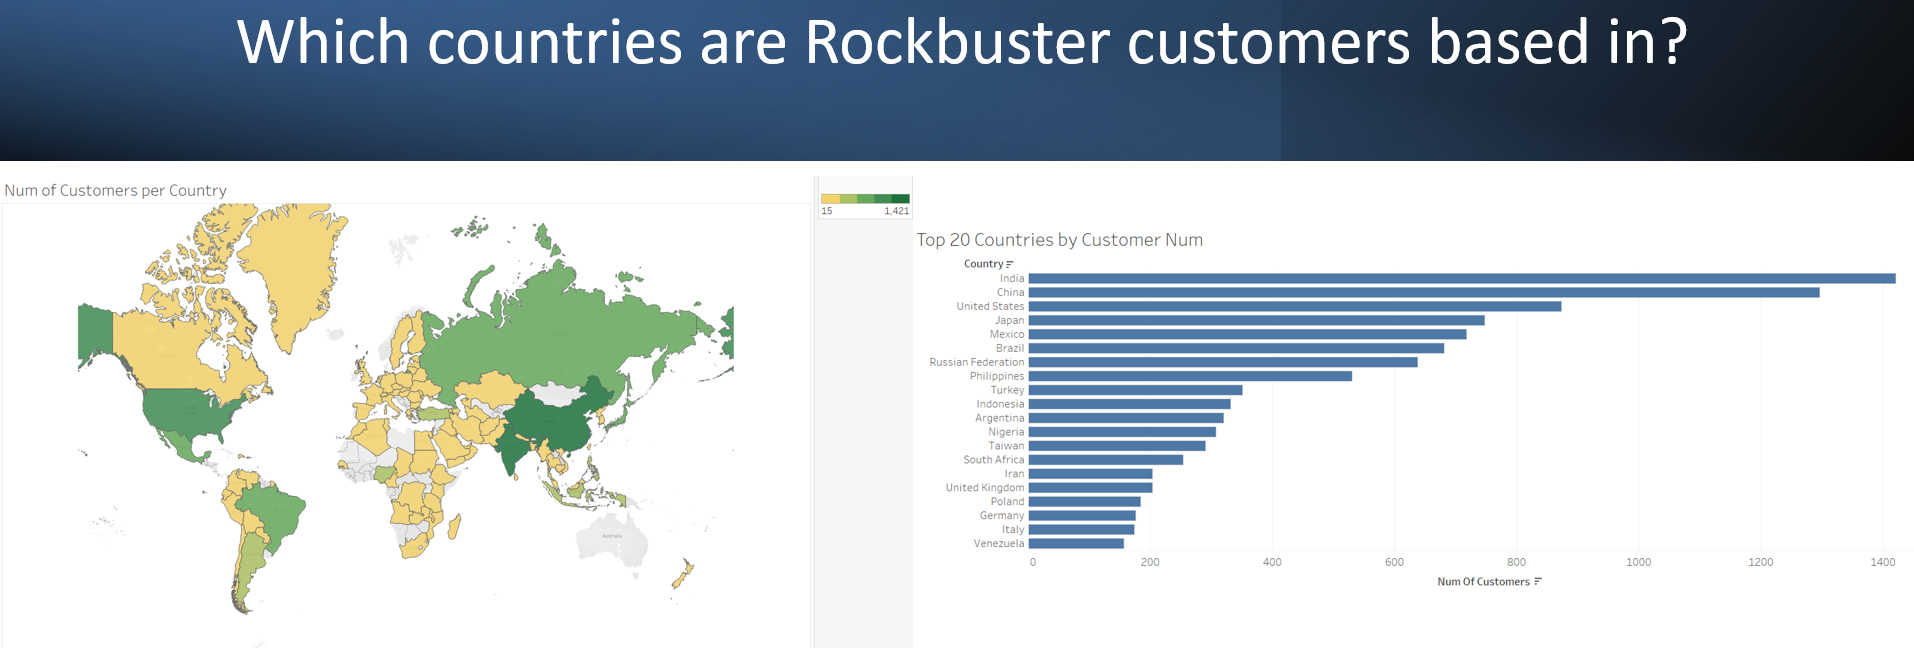 Which countries are Rockbuster customers based in?
Num of Customers per Country
15 1,421
Australia
Top 20 Countries by Customer Num
Country
India
China
United States
Japan
Mexico
Brazil
Russian Federation
Philippines
Turkey
Indonesia
Argentina
Nigeria
Taiwan
South Africa
Iran
United Kingdom
Poland
Germany
Italy
Venezuela
0 200 400 600 800 1000 1200 1400
Num Of Customers